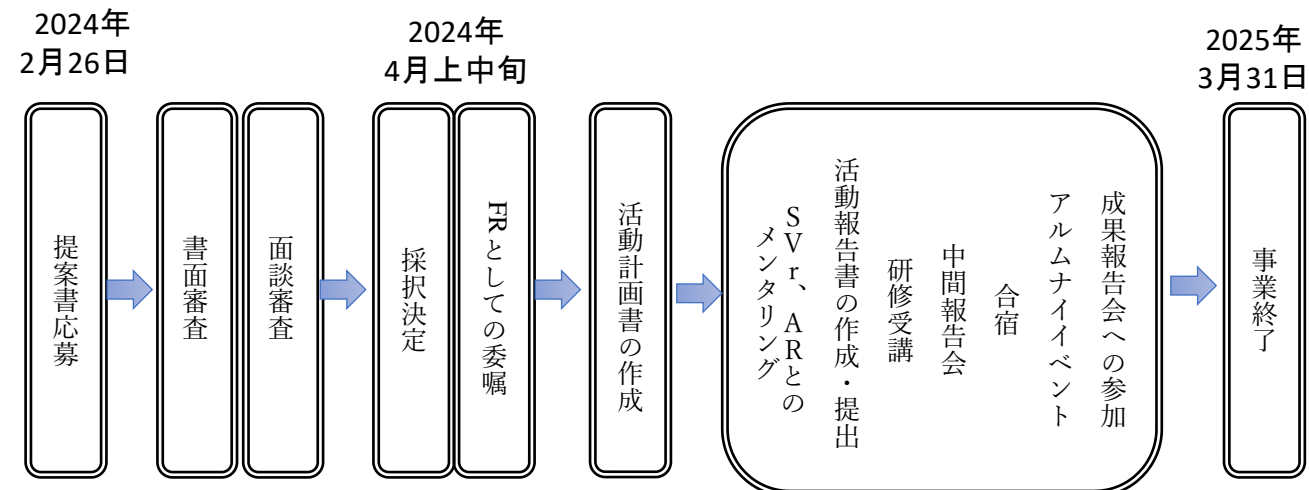 2024年
2月26日
2024年
4月上中旬
2025年
3月31日
提案書応募
書面審査
面談審査
採択決定
FRとしての委嘱
活動計画書の作成
SVr、ARとの
メンタリング
活動報告書の作成・提出
研修受講
中間報告会
合宿
アルムナイイベント
成果報告会への参加
事業終了